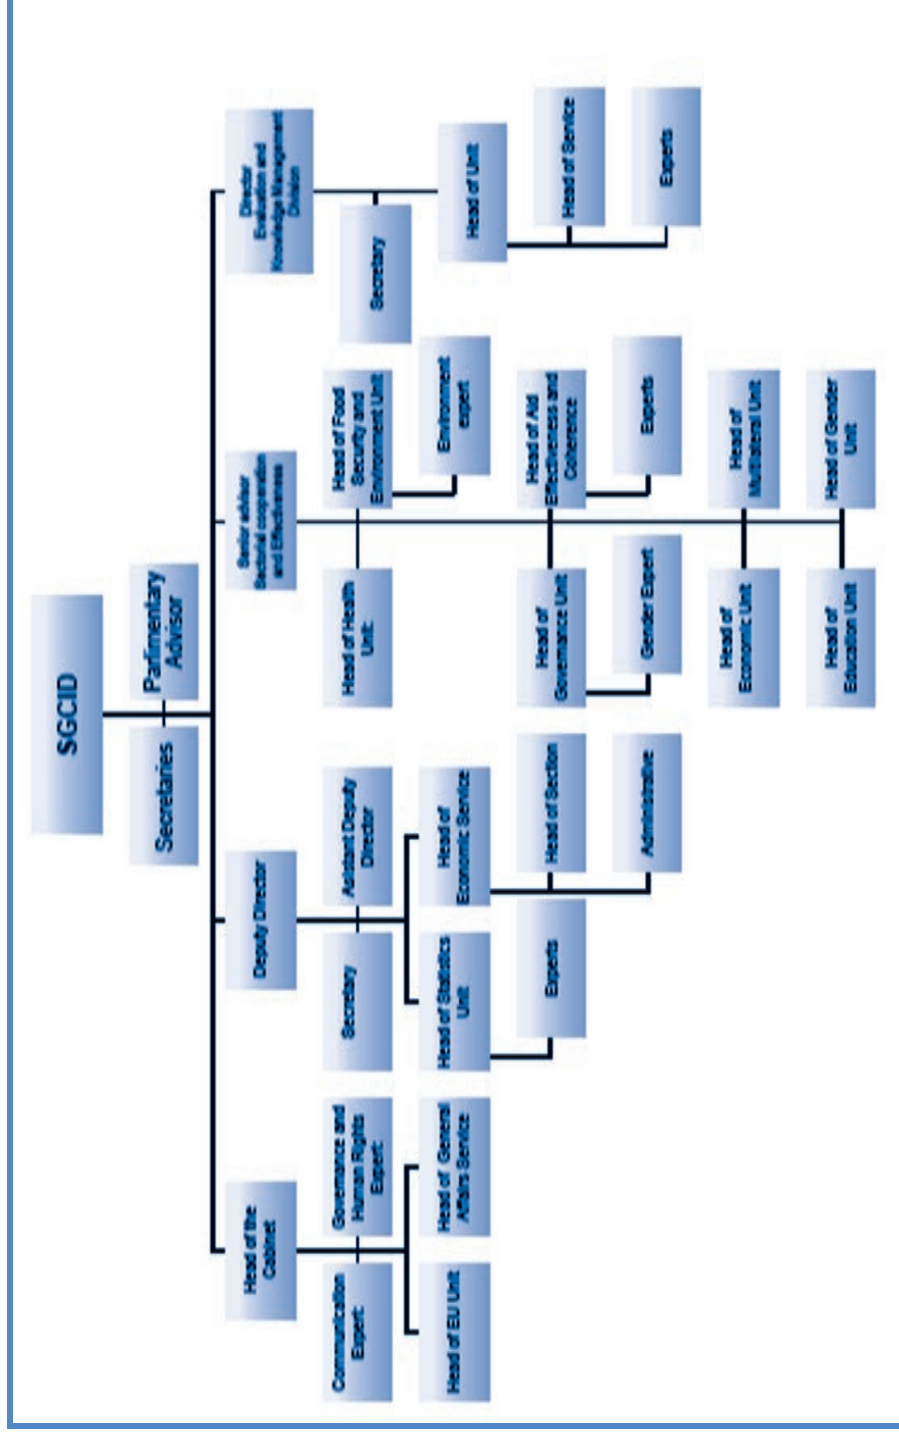 SGCID
Secretaries
Parlimentary
Advisor
Head of the
Cabinet
Communication
Expert
Governance and
Human Rights
Expert
Head of EU Unit
Head of General
Affairs Service
Deputy Director
Secretary
Asistant Deputy
Director
Head of Statistics
Unit
Experts
Head of
Economic Service
Head of Section
Administrative
Senior advisor
Sectorial cooperation
and Effectiveness
Head of Health
Unit
Head of Food
Security and
Environment Unit
Environment
expert
Head of
Governance Unit
Gender Expert
Head of Aid
Effectiveness and
Coherence
Experts
Head of
Economic Unit
Head of
Multilateral Unit
Head of
Education Unit
Head of Gender
Unit
Director
Evaluation and
Knowledge Management
Division
Secretary
Head of Unit
Head of Service
Experts